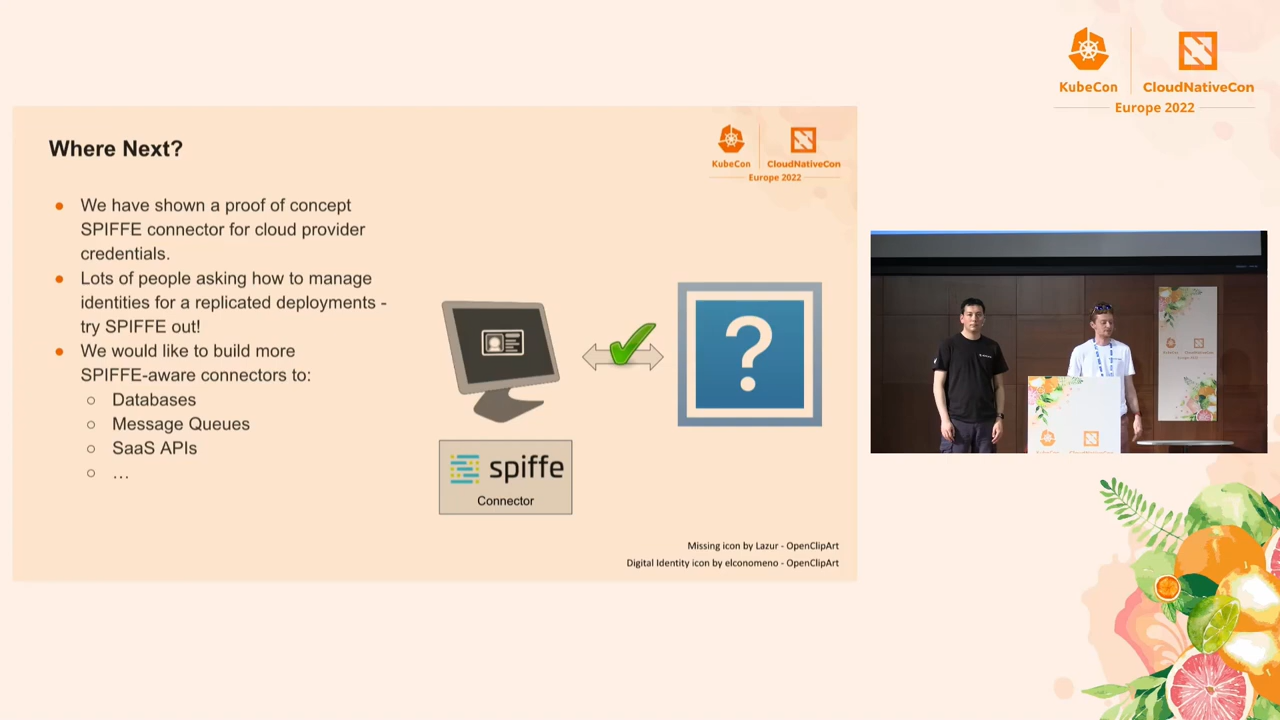 KubeCon
CloudNativeCon
Europe 2022
Where Next?
KubeCon
CloudNativeCon
Europe 2022
● We have shown a proof of concept
SPIFFE connector for cloud provider
credentials.
● Lots of people asking how to manage
identities for a replicated deployments -
try SPIFFE out!
● We would like to build more
SPIFFE-aware connectors to:
○ Databases
○ Message Queues
○ SaaS APIs
○ …
?
spiffe
Connector
Missing icon by Lazur - OpenClipArt
Digital Identity icon by elconomeno - OpenClipArt